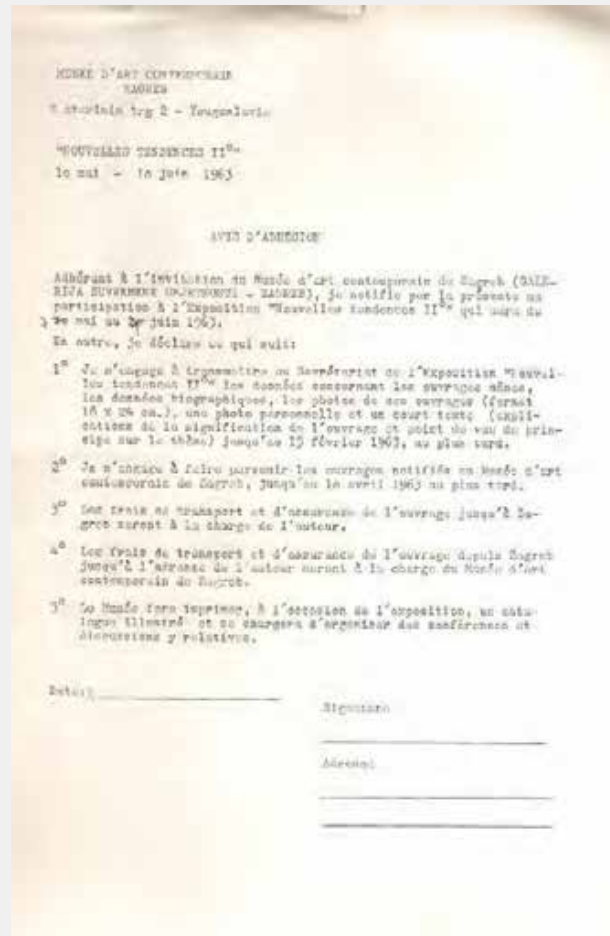 MUSEE D'ART CONTEMPORAIN
ZAGREB
Katarinin trg 2 - Yougoslavie
"NOUVELLES TENDENCES II°"
1o mai - 1o juin 1963
AVIS D'ADHESION
Adhérant à l'invitation du Musée d'art contemporain de Zagreb (GALE-
RIJA SUVREMENE UMJETNOSTI - ZAGREB), je notifie par la présente ma
participation à l'Exposition "Nouvelles tendences II°" qui aura du
mai au juin 1963.
En outre, je déclare ce qui suit:
1° Je m'engage à transmettre au Secrétariat de l'Exposition "Nouvel-
les tendences II°" les données concernant les ouvrages mêmes,
les données biographiques, les photos de ces ouvrages (format
18 x 24 cm.), une photo personnelle et un court texte (expli-
cations de la signification de l'ouvrage et point de vue du prin-
cipe sur le thème) jusqu'au 15 février 1963, au plus tard.
2° Je m'engage à faire parvenir les ouvrages notifiés au Musée d'art
contemporain de Zagreb, jusqu'au 1o avril 1963 au plus tard.
3° Les frais de transport et d'assurance de l'ouvrage jusqu'à Za-
greb seront à la charge de l'auteur.
4° Les frais de transport et d'assurance de l'ouvrage depuis Zagreb
jusqu'à l'adresse de l'auteur seront à la charge du Musée d'art
contemporain de Zagreb.
5° Le Musée fera imprimer, à l'occasion de l'exposition, un cata-
logue illustré et se chargera d'organiser des conférences et
discussions y relatives.
Date:
Signature
Adresse: